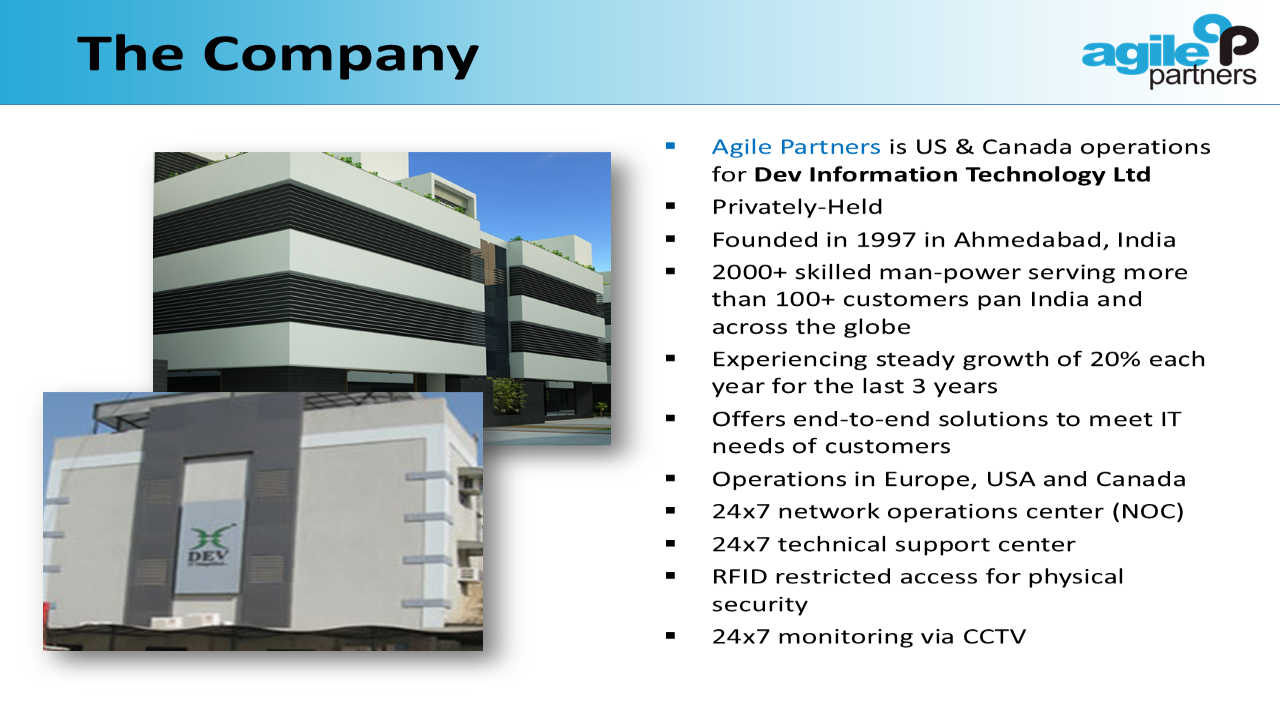 The Company
agile
partners
Agile Partners is US & Canada operations
for Dev Information Technology Ltd
Privately-Held
Founded in 1997 in Ahmedabad, India
2000+ skilled man-power serving more
than 100+ customers pan India and
across the globe
Experiencing steady growth of 20% each
year for the last 3 years
Offers end-to-end solutions to meet IT
needs of customers
Operations in Europe, USA and Canada
24x7 network operations center (NOC)
24x7 technical support center
RFID restricted access for physical
security
24x7 monitoring via CCTV
DEV